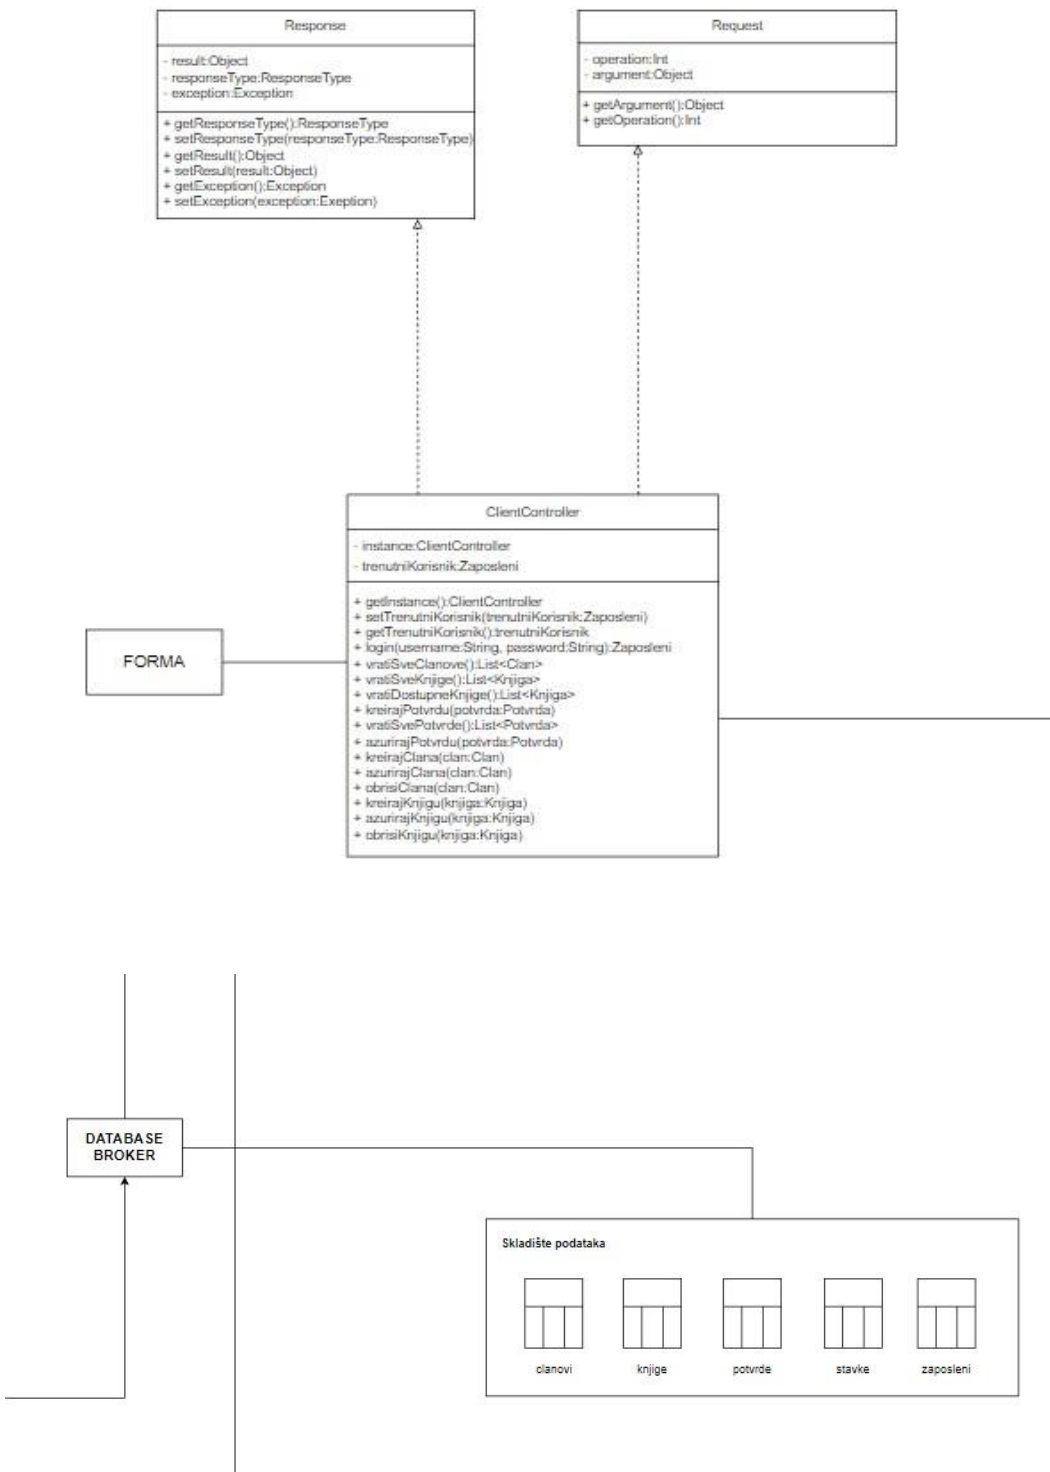 Response
- result:Object
- responseType:ResponseType
- exception:Exception
+ getResponseType():ResponseType
+ setResponseType(responseType:ResponseType)
+ getResult():Object
+ setResult(result:Object)
+ getException():Exception
+ setException(exception:Exeption)
Request
- operation:Int
- argument:Object
+ getArgument():Object
+ getOperation():Int
ClientController
- instance:ClientController
- trenutniKorisnik:Zaposleni
+ getInstance():ClientController
+ setTrenutniKorisnik(trenutniKorisnik:Zaposleni)
+ getTrenutniKorisnik():trenutniKorisnik
+ login(username:String, password:String):Zaposleni
+ vratiSveClanove():List<Clan>
+ vratiSveKnjige():List<Knjiga>
+ vratiDostupneKnjige():List<Knjiga>
+ kreirajPotvrdu(potvrda:Potvrda)
+ vratiSvePotvrde():List<Potvrda>
+ azurirajPotvrdu(potvrda:Potvrda)
+ kreirajClana(clan:Clan)
+ azurirajClana(clan:Clan)
+ obrisiClana(clan:Clan)
+ kreirajKnjigu(knjiga:Knjiga)
+ azurirajKnjigu(knjiga:Knjiga)
+ obrisiKnjigu(knjiga:Knjiga)
FORMA
DATABASE
BROKER
Skladište podataka
clanovi
knjige
potvrde
stavke
zaposleni